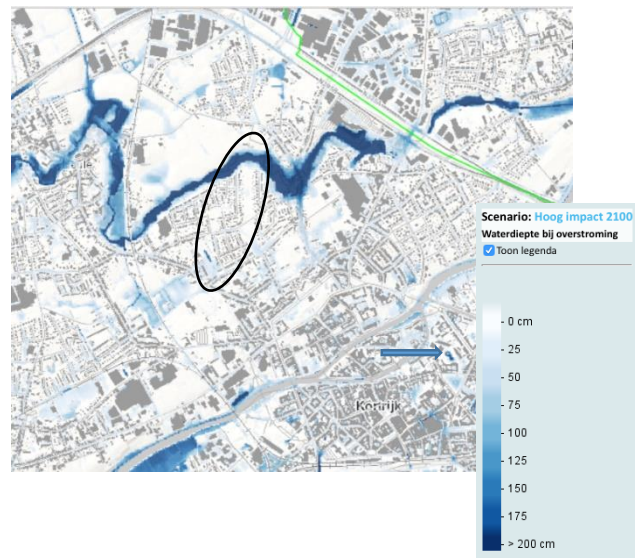 Scenario: Hoog impact 2100
Waterdiepte bij overstroming
Toon legenda
- 0 cm
- 25
- 50
- 75
- 100
- 125
- 150
- 175
- > 200 cm
Kortrijk